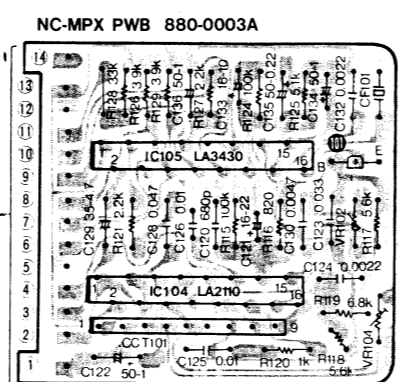 NC-MPX PWB 880-0003A
14
13
12
11
10
9
8
7
6
5
4
3
2
1
R128 33k
R126 3.9k
R129 3.9k
C136 50-1
R127 2.2k
C133 16-10
R124 100k
C135 50-0.22
R125 5.1k
C134 50-1
C132 0.0022
CF101
1
2
IC105 LA3430
15
16
B
E
C129 35-4.7
R121 2.2k
C128 0.047
C126 0.01
C120 680p
R115 100k
C121 16-22
R116 820
C130 0.0047
C123 0.033
VR102
R117 5.6k
C124 0.0022
1
2
IC104 LA2110
15
16
R119 6.8k
1
9
CCT101
C122 50-1
C125 0.01
R120 1k
R118 5.6k
VR104